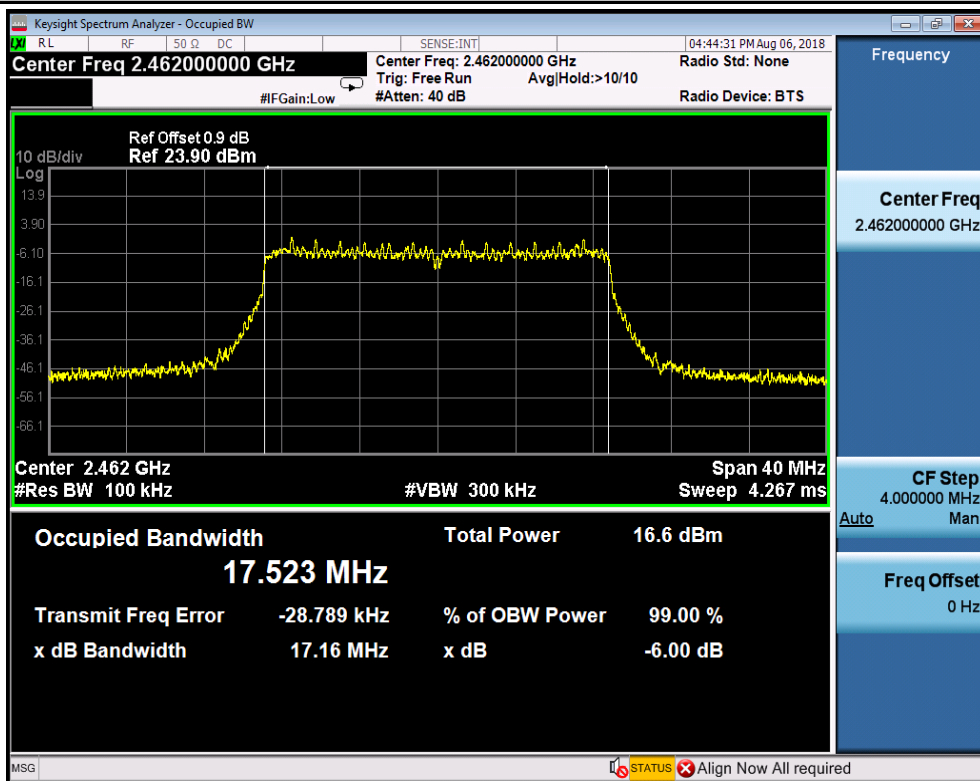 Keysight Spectrum Analyzer - Occupied BW
LXI RL RF 50 Ω DC SENSE:INT 04:44:31 PM Aug 06, 2018
Center Freq 2.462000000 GHz
Center Freq: 2.462000000 GHz
Radio Std: None
Trig: Free Run Avg|Hold:>10/10
#IFGain:Low
#Atten: 40 dB
Radio Device: BTS
Ref Offset 0.9 dB
10 dB/div Ref 23.90 dBm
Log
13.9
3.90
-6.10
-16.1
-26.1
-36.1
-46.1
-56.1
-66.1
Center 2.462 GHz Span 40 MHz
#Res BW 100 kHz #VBW 300 kHz Sweep 4.267 ms
Occupied Bandwidth Total Power 16.6 dBm
17.523 MHz
Transmit Freq Error -28.789 kHz % of OBW Power 99.00 %
x dB Bandwidth 17.16 MHz x dB -6.00 dB
Frequency
Center Freq
2.462000000 GHz
CF Step
4.000000 MHz
Auto Man
Freq Offset
0 Hz
MSG STATUS Align Now All required